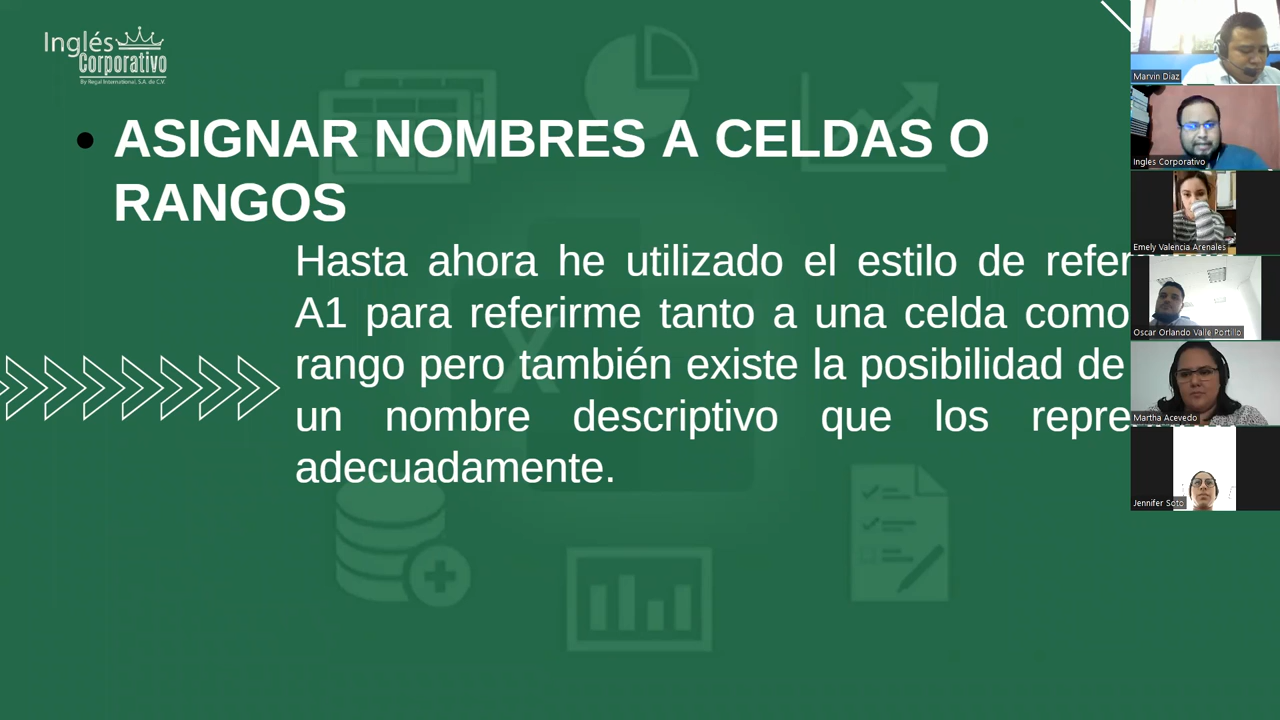 Inglés
Corporativo
By Regui International, S.A. de C.V.
ASIGNAR NOMBRES A CELDAS O
RANGOS
Hasta ahora he utilizado el estilo de refer
A1 para referirme tanto a una celda como
rango pero también existe la posibilidad de
un nombre descriptivo que los repre
adecuadamente.
Marvin Diaz
Ingles Corporativo
Emely Valencia Arenales
Oscar Orlando Valle Portillo
Martha Acevedo
Jennifer Soto